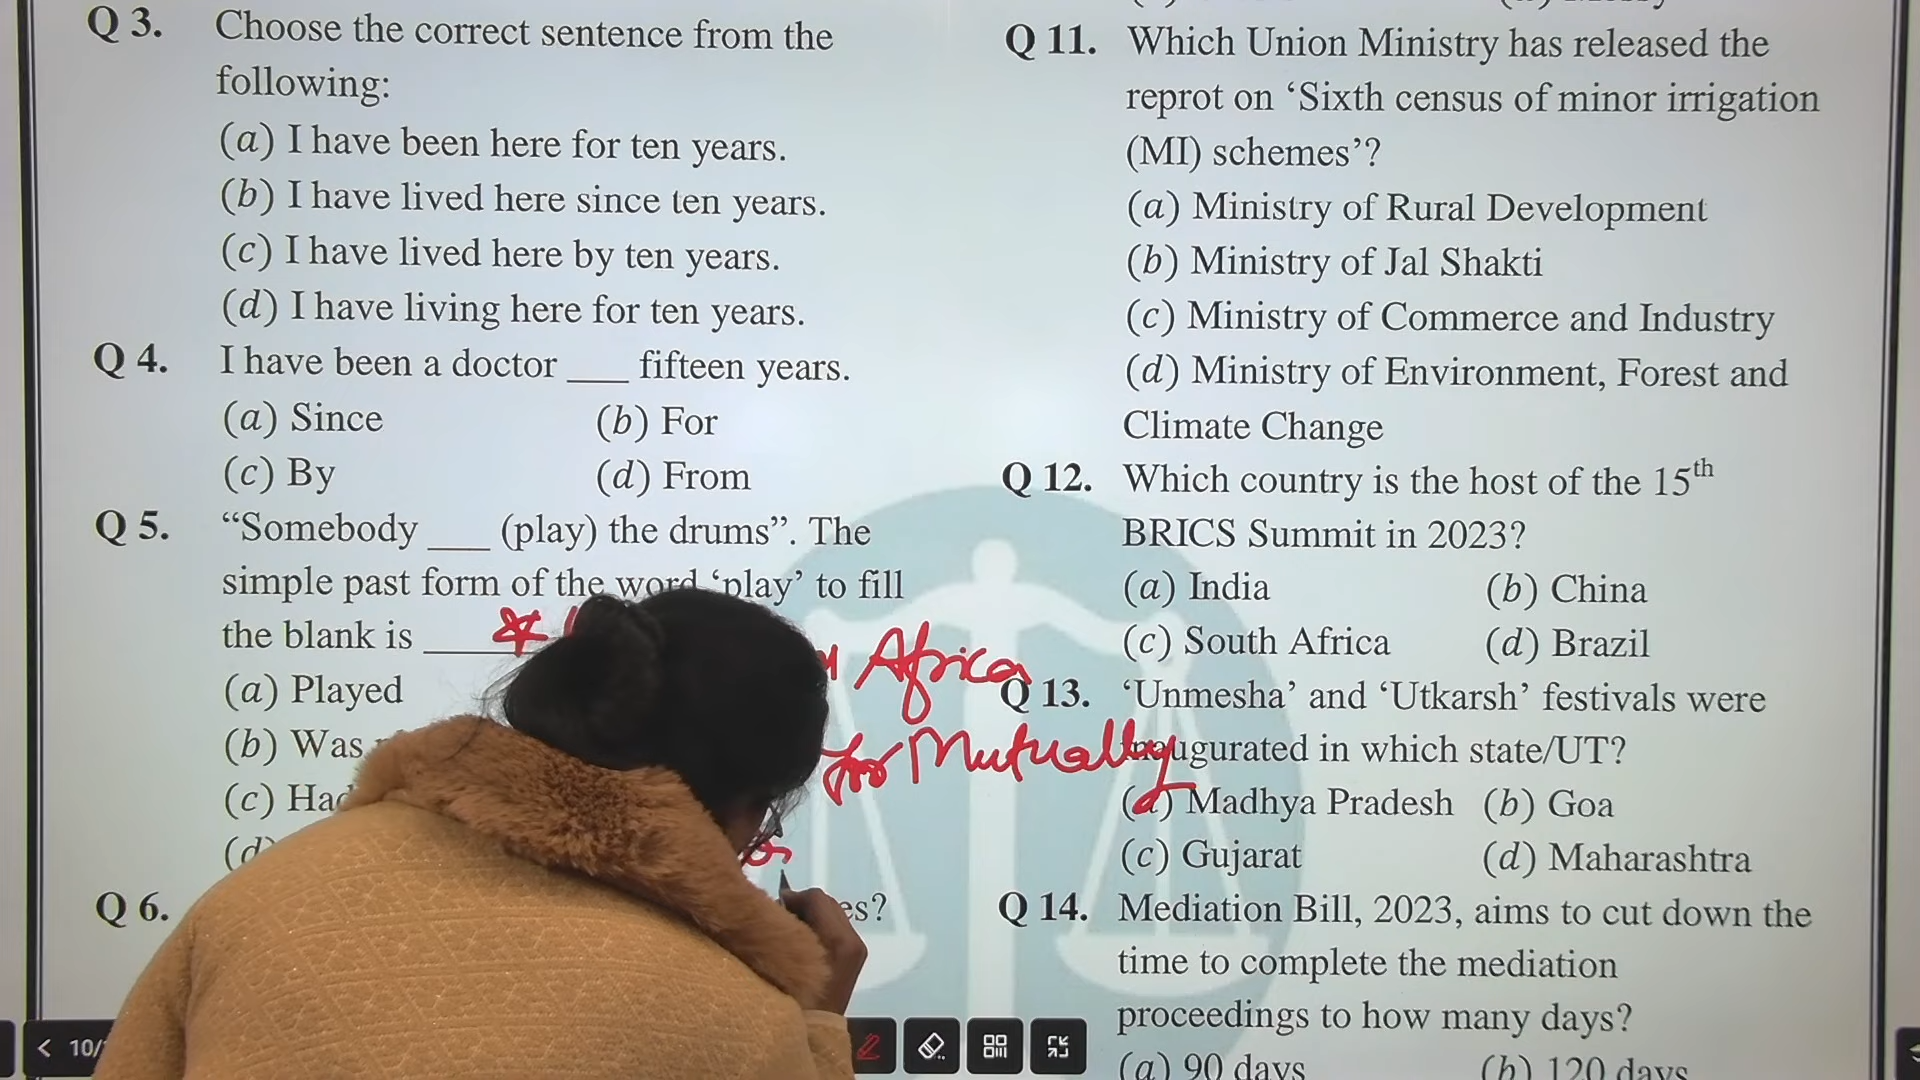 Q 3. Choose the correct sentence from the
following:
(a) I have been here for ten years.
(b) I have lived here since ten years.
(c) I have lived here by ten years.
(d) I have living here for ten years.
Q 4. I have been a doctor ___ fifteen years.
(a) Since (b) For
(c) By (d) From
Q 5. “Somebody ___ (play) the drums”. The
simple past form of the word ‘play’ to fill
the blank is
(a) Played
(b) Was
(c) Had
(d)
Q 6.
Africa
for Mutually
Q 11. Which Union Ministry has released the
reprot on ‘Sixth census of minor irrigation
(MI) schemes’?
(a) Ministry of Rural Development
(b) Ministry of Jal Shakti
(c) Ministry of Commerce and Industry
(d) Ministry of Environment, Forest and
Climate Change
Q 12. Which country is the host of the 15th
BRICS Summit in 2023?
(a) India (b) China
(c) South Africa (d) Brazil
Q 13. ‘Unmesha’ and ‘Utkarsh’ festivals were
inaugurated in which state/UT?
(a) Madhya Pradesh (b) Goa
(c) Gujarat (d) Maharashtra
Q 14. Mediation Bill, 2023, aims to cut down the
time to complete the mediation
proceedings to how many days?
(a) 90 days (b) 120 days
< 10/